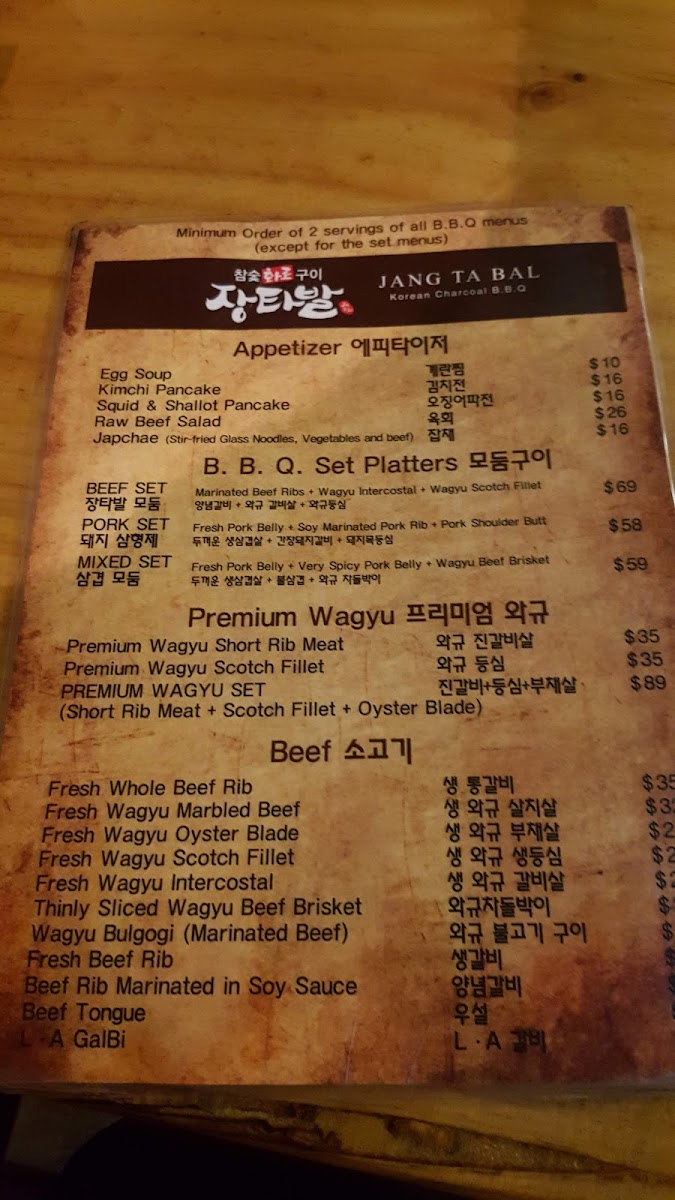 Minimum Order of 2 servings of all B.B.Q menus
(except for the set menus)
참숯 화로 구이
장타발
JANG TA BAL
Korean Charcoal B.B.Q
Appetizer 에피타이저
Egg Soup 계란찜 $10
Kimchi Pancake 김치전 $16
Squid & Shallot Pancake 오징어파전 $16
Raw Beef Salad 육회 $26
Japchae (Stir-fried Glass Noodles, Vegetables and beef) 잡채 $16
B. B. Q. Set Platters 모둠구이
BEEF SET Marinated Beef Ribs + Wagyu Intercostal + Wagyu Scotch Fillet $69
장타발 모둠 양념갈비 + 와규 갈비살 + 와규등심
PORK SET Fresh Pork Belly + Soy Marinated Pork Rib + Pork Shoulder Butt $58
돼지 삼형제 두꺼운 생삼겹살 + 간장돼지갈비 + 돼지목등심
MIXED SET Fresh Pork Belly + Very Spicy Pork Belly + Wagyu Beef Brisket $59
삼겹 모둠 두꺼운 생삼겹살 + 불삼겹 + 와규 차돌박이
Premium Wagyu 프리미엄 와규
Premium Wagyu Short Rib Meat 와규 진갈비살 $35
Premium Wagyu Scotch Fillet 와규 등심 $35
PREMIUM WAGYU SET 진갈비+등심+부채살 $89
(Short Rib Meat + Scotch Fillet + Oyster Blade)
Beef 소고기
Fresh Whole Beef Rib 생 통갈비 $35
Fresh Wagyu Marbled Beef 생 와규 살치살 $32
Fresh Wagyu Oyster Blade 생 와규 부채살 $2
Fresh Wagyu Scotch Fillet 생 와규 생등심 $2
Fresh Wagyu Intercostal 생 와규 갈비살 $2
Thinly Sliced Wagyu Beef Brisket 와규차돌박이 $
Wagyu Bulgogi (Marinated Beef) 와규 불고기 구이 $
Fresh Beef Rib 생갈비
Beef Rib Marinated in Soy Sauce 양념갈비
Beef Tongue 우설
L · A GalBi L · A 갈비